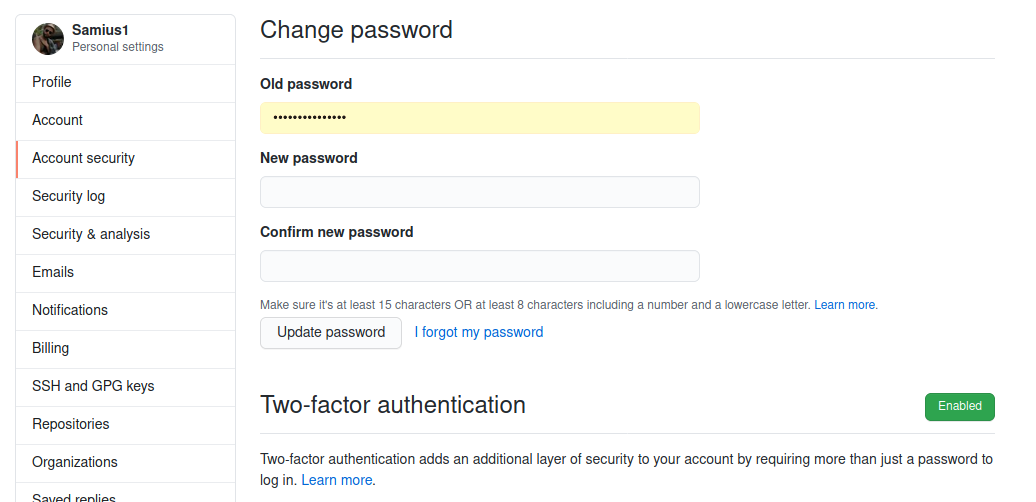 Samius1
Personal settings
Profile
Account
Account security
Security log
Security & analysis
Emails
Notifications
Billing
SSH and GPG keys
Repositories
Organizations
Saved replies
Change password
Old password
•••••••••••••••
New password
Confirm new password
Make sure it's at least 15 characters OR at least 8 characters including a number and a lowercase letter. Learn more.
Update password I forgot my password
Two-factor authentication Enabled
Two-factor authentication adds an additional layer of security to your account by requiring more than just a password to
log in. Learn more.